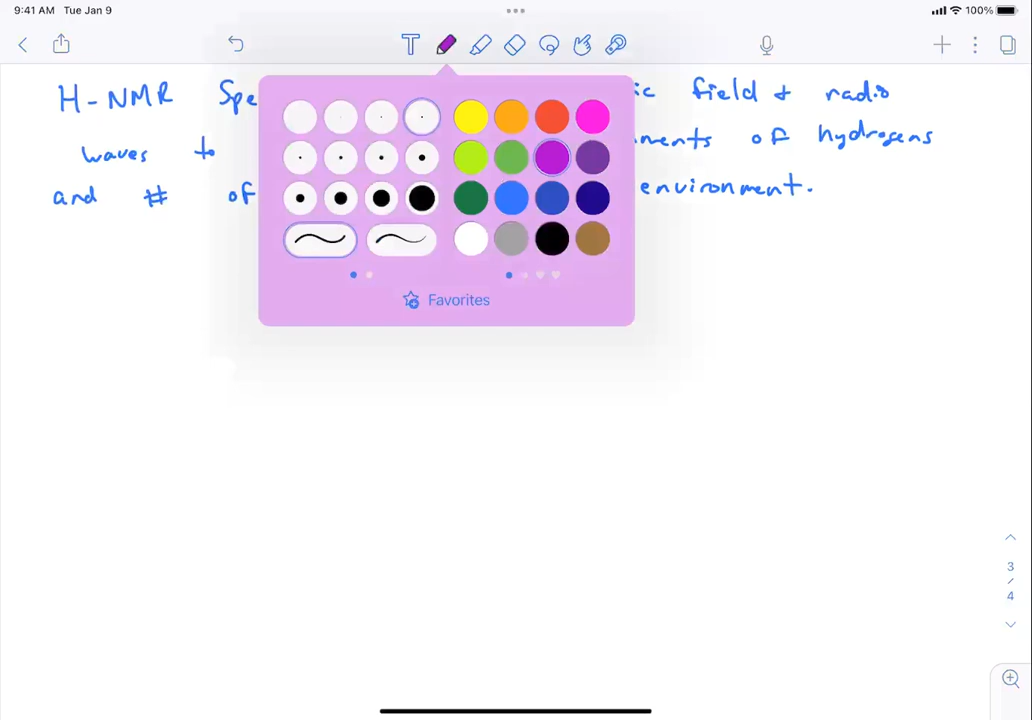 9:41 AM Tue Jan 9
100%
T
H-NMR Spe ic field + radio
waves to ments of hydrogens
and # of environment.
Favorites
3
/
4